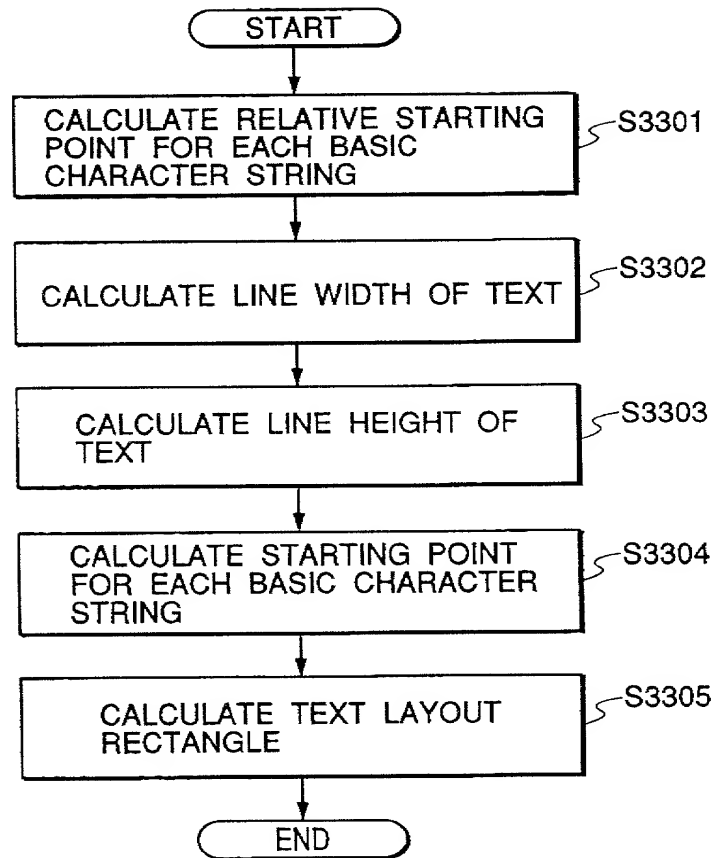 START
CALCULATE RELATIVE STARTING
POINT FOR EACH BASIC
CHARACTER STRING
S3301
CALCULATE LINE WIDTH OF TEXT
S3302
CALCULATE LINE HEIGHT OF
TEXT
S3303
CALCULATE STARTING POINT
FOR EACH BASIC CHARACTER
STRING
S3304
CALCULATE TEXT LAYOUT
RECTANGLE
S3305
END